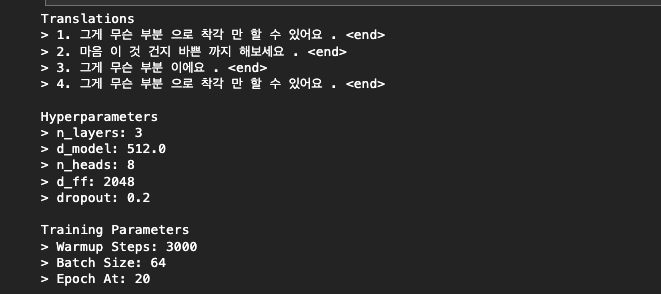 Translations
> 1. 그게 무슨 부분 으로 착각 만 할 수 있어요 . <end>
> 2. 마음 이 것 건지 바쁜 까지 해보세요 . <end>
> 3. 그게 무슨 부분 이에요 . <end>
> 4. 그게 무슨 부분 으로 착각 만 할 수 있어요 . <end>
Hyperparameters
> n_layers: 3
> d_model: 512.0
> n_heads: 8
> d_ff: 2048
> dropout: 0.2
Training Parameters
> Warmup Steps: 3000
> Batch Size: 64
> Epoch At: 20